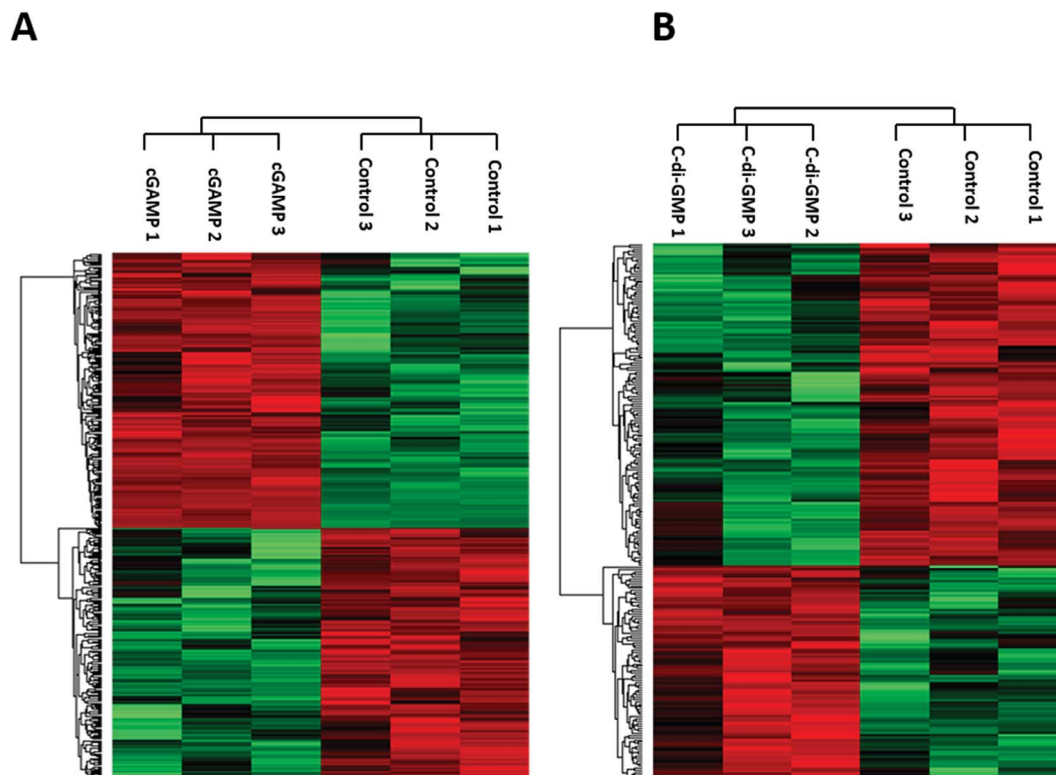 A
B
cGAMP 1
cGAMP 2
cGAMP 3
Control 3
Control 2
Control 1
C-di-GMP 1
C-di-GMP 3
C-di-GMP 2
Control 3
Control 2
Control 1